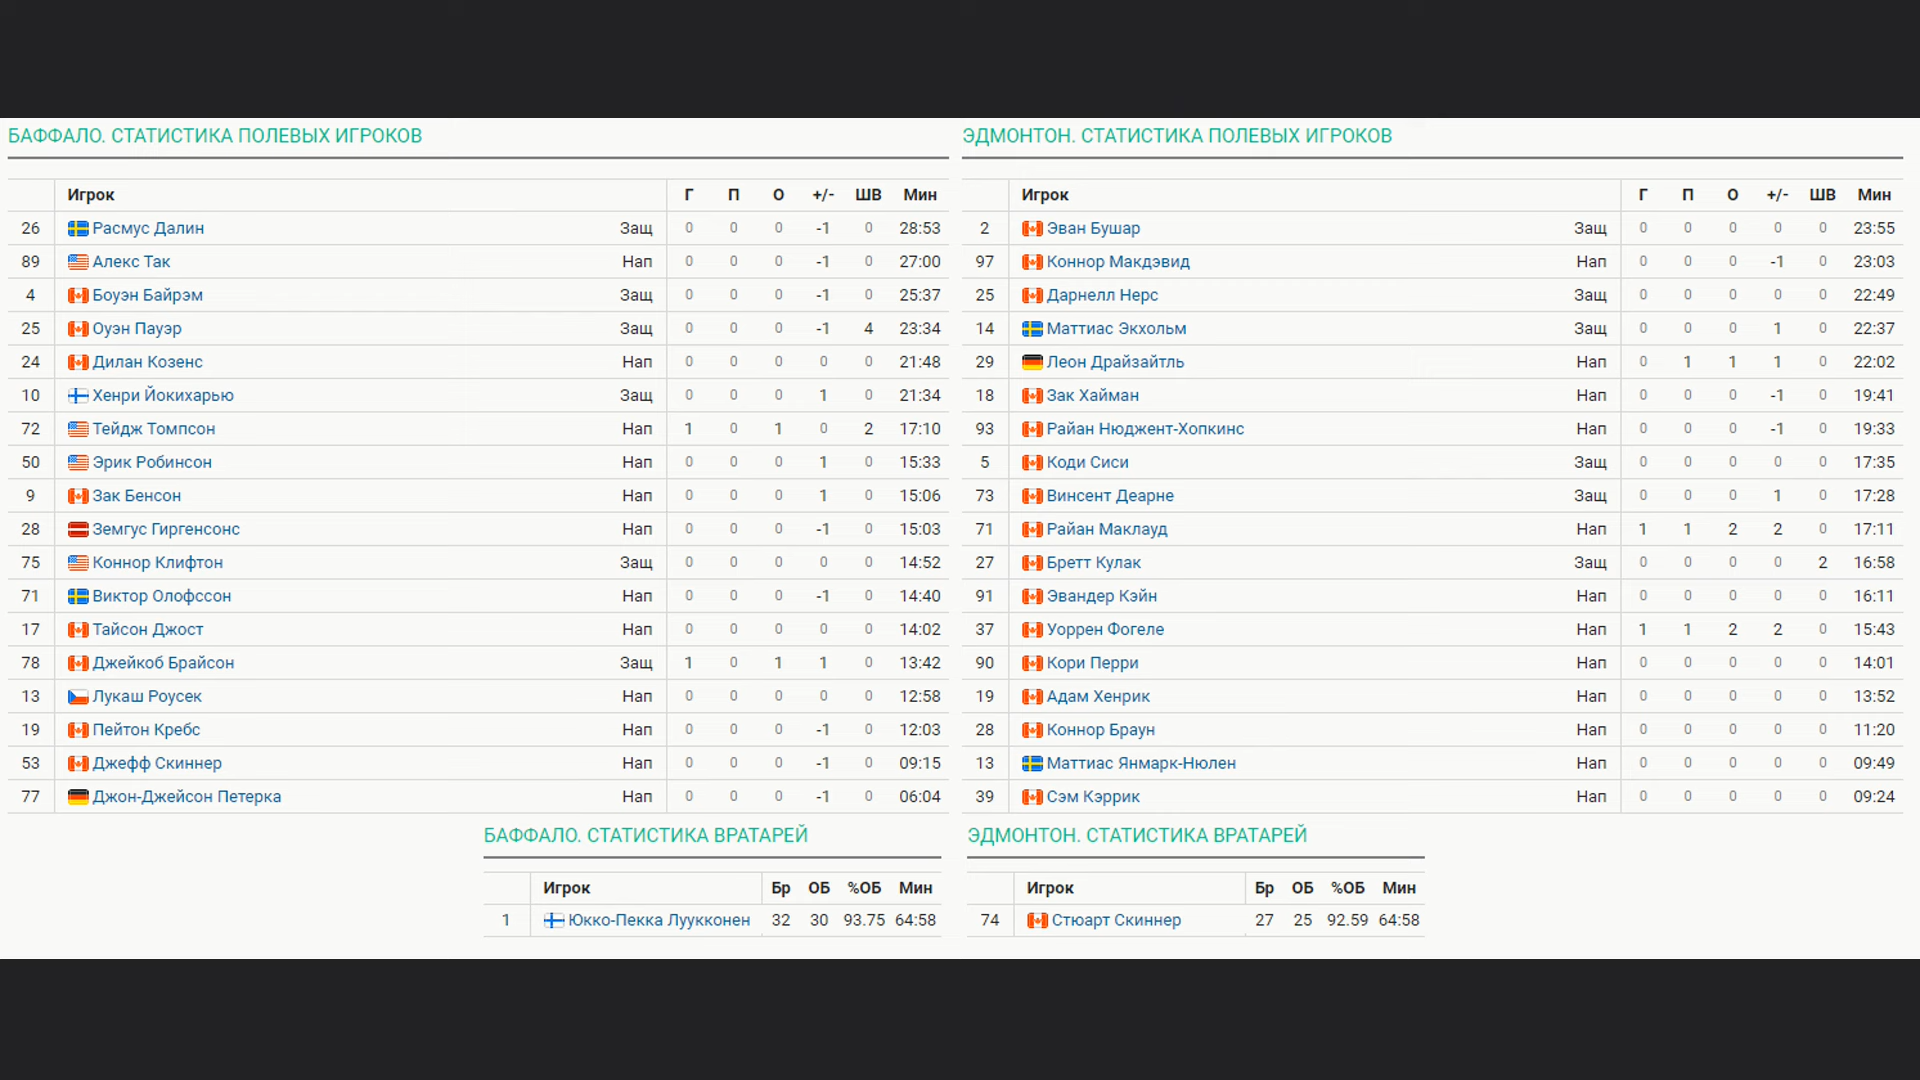 БАФФАЛО. СТАТИСТИКА ПОЛЕВЫХ ИГРОКОВ
Игрок Г П О +/- ШВ Мин
26 Расмус Далин Защ 0 0 0 -1 0 28:53
89 Алекс Так Нап 0 0 0 -1 0 27:00
4 Боуэн Байрэм Защ 0 0 0 -1 0 25:37
25 Оуэн Пауэр Защ 0 0 0 -1 4 23:34
24 Дилан Козенс Нап 0 0 0 0 0 21:48
10 Хенри Йокихарью Защ 0 0 0 1 0 21:34
72 Тейдж Томпсон Нап 1 0 1 0 2 17:10
50 Эрик Робинсон Нап 0 0 0 1 0 15:33
9 Зак Бенсон Нап 0 0 0 1 0 15:06
28 Земгус Гиргенсонс Нап 0 0 0 -1 0 15:03
75 Коннор Клифтон Защ 0 0 0 0 0 14:52
71 Виктор Олофссон Нап 0 0 0 -1 0 14:40
17 Тайсон Джост Нап 0 0 0 0 0 14:02
78 Джейкоб Брайсон Защ 1 0 1 1 0 13:42
13 Лукаш Роусек Нап 0 0 0 0 0 12:58
19 Пейтон Кребс Нап 0 0 0 -1 0 12:03
53 Джефф Скиннер Нап 0 0 0 -1 0 09:15
77 Джон-Джейсон Петерка Нап 0 0 0 -1 0 06:04
ЭДМОНТОН. СТАТИСТИКА ПОЛЕВЫХ ИГРОКОВ
Игрок Г П О +/- ШВ Мин
2 Эван Бушар Защ 0 0 0 0 0 23:55
97 Коннор Макдэвид Нап 0 0 0 -1 0 23:03
25 Дарнелл Нерс Защ 0 0 0 0 0 22:49
14 Маттиас Экхольм Защ 0 0 0 1 0 22:37
29 Леон Драйзайтль Нап 0 1 1 1 0 22:02
18 Зак Хайман Нап 0 0 0 -1 0 19:41
93 Райан Нюджент-Хопкинс Нап 0 0 0 -1 0 19:33
5 Коди Сиси Защ 0 0 0 0 0 17:35
73 Винсент Деарне Защ 0 0 0 1 0 17:28
71 Райан Маклауд Нап 1 1 2 2 0 17:11
27 Бретт Кулак Защ 0 0 0 0 2 16:58
91 Эвандер Кэйн Нап 0 0 0 0 0 16:11
37 Уоррен Фогеле Нап 1 1 2 2 0 15:43
90 Кори Перри Нап 0 0 0 0 0 14:01
19 Адам Хенрик Нап 0 0 0 0 0 13:52
28 Коннор Браун Нап 0 0 0 0 0 11:20
13 Маттиас Янмарк-Нюлен Нап 0 0 0 0 0 09:49
39 Сэм Кэррик Нап 0 0 0 0 0 09:24
БАФФАЛО. СТАТИСТИКА ВРАТАРЕЙ
Игрок Бр ОБ %ОБ Мин
1 Юкко-Пекка Луукконен 32 30 93.75 64:58
ЭДМОНТОН. СТАТИСТИКА ВРАТАРЕЙ
Игрок Бр ОБ %ОБ Мин
74 Стюарт Скиннер 27 25 92.59 64:58